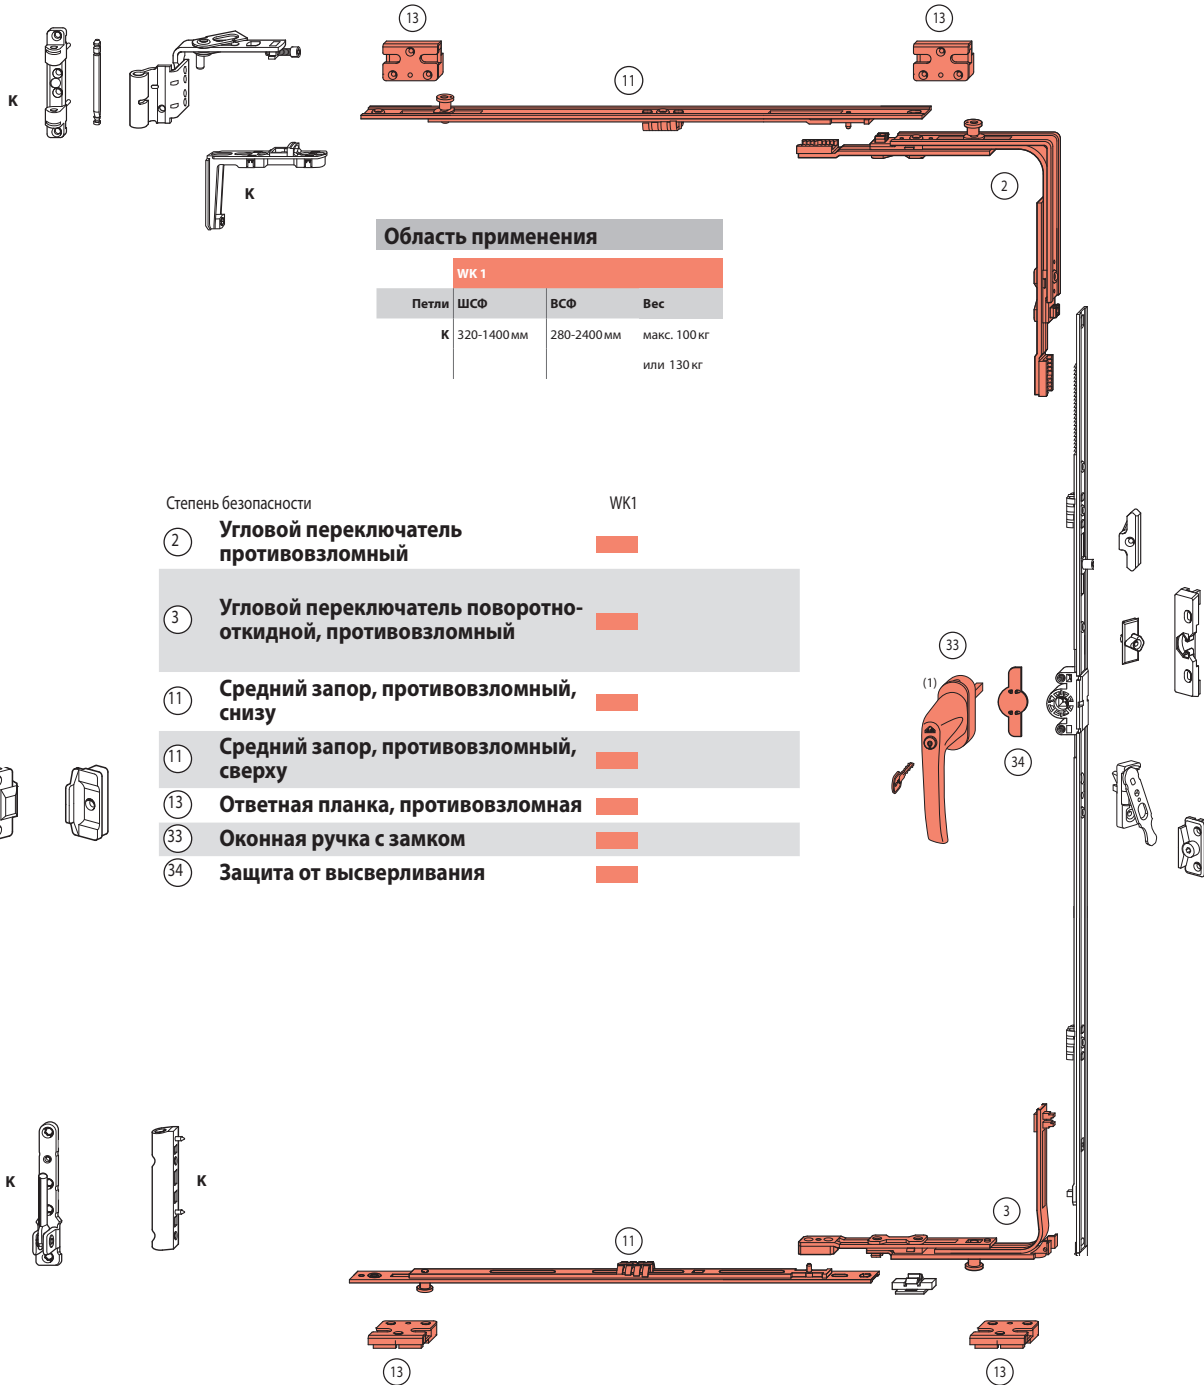 13
13
11
K
K
2
Область применения
WK 1
Петли ШСФ ВСФ Вес
K 320-1400 мм 280-2400 мм макс. 100 кг
или 130 кг
Степень безопасности WK1
2 Угловой переключатель
противовзломный
3 Угловой переключатель поворотно-
откидной, противовзломный
11 Средний запор, противовзломный,
снизу
11 Средний запор, противовзломный,
сверху
13 Ответная планка, противовзломная
33 Оконная ручка с замком
34 Защита от высверливания
33
(1)
34
K
K
3
11
13
13